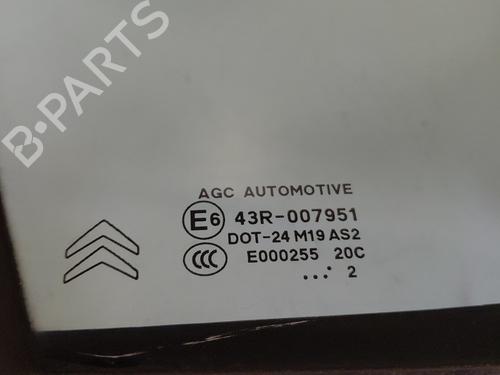 B-PARTS
AGC AUTOMOTIVE
E6 43R-007951
DOT-24 M19 AS2
CCC E000255 20C
...· 2